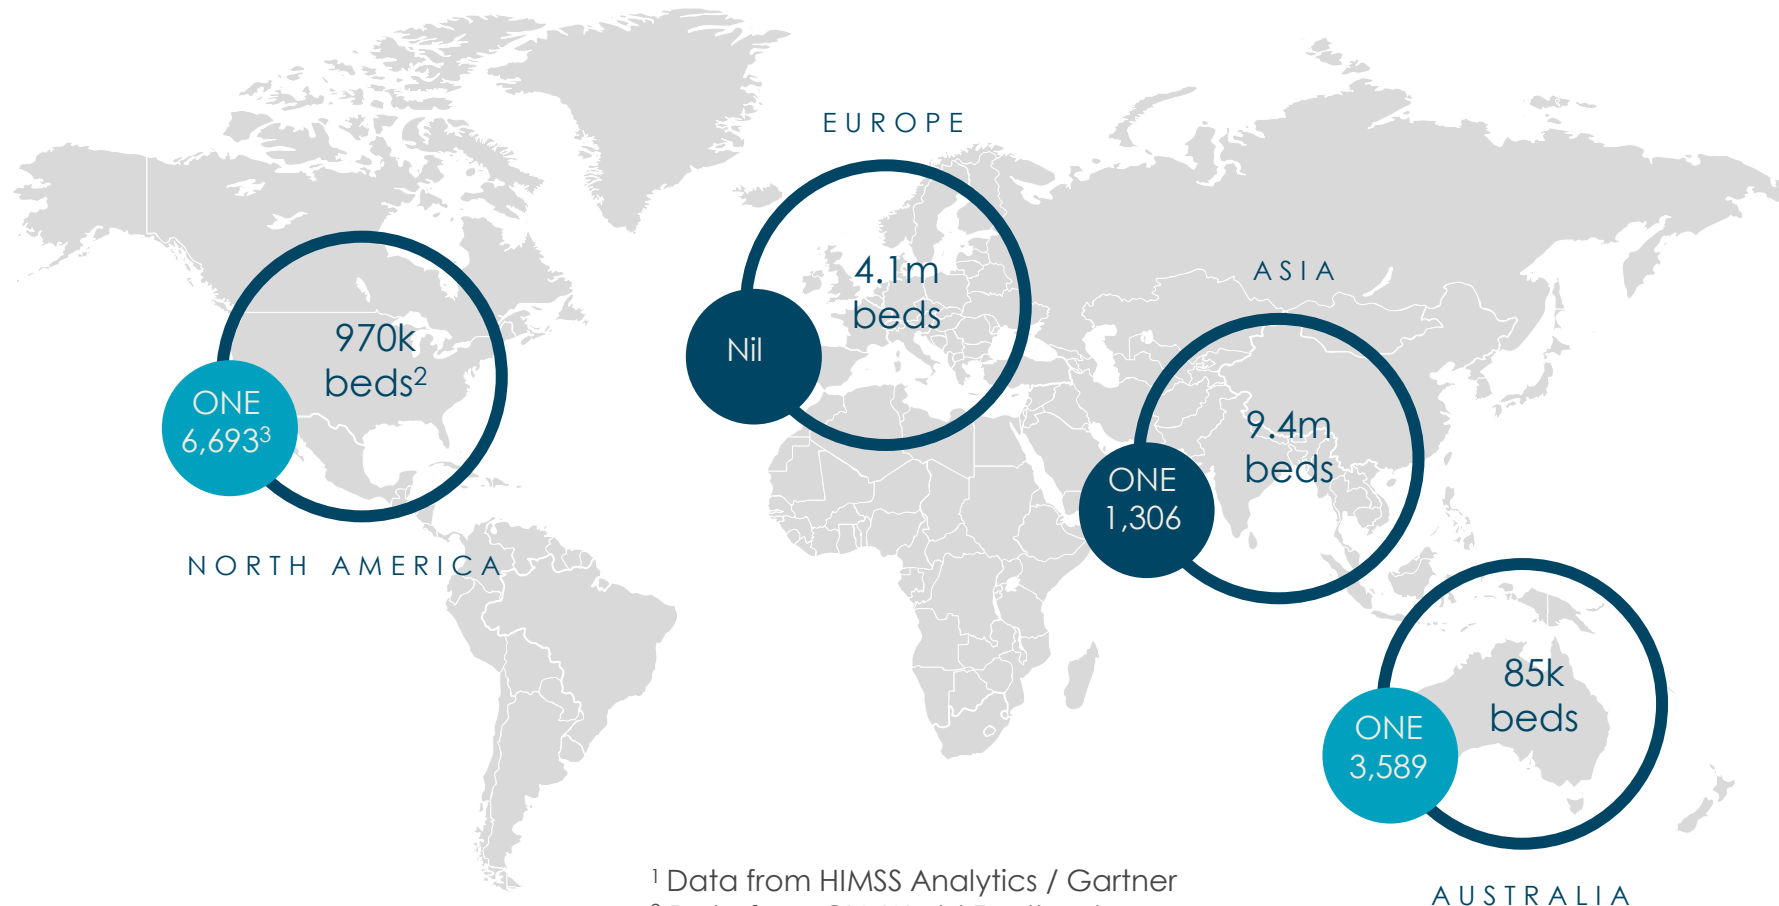 EUROPE
4.1m
beds
Nil
ASIA
9.4m
beds
ONE
1,306
970k
beds²
ONE
6,693³
NORTH AMERICA
85k
beds
ONE
3,589
AUSTRALIA
¹ Data from HIMSS Analytics / Gartner